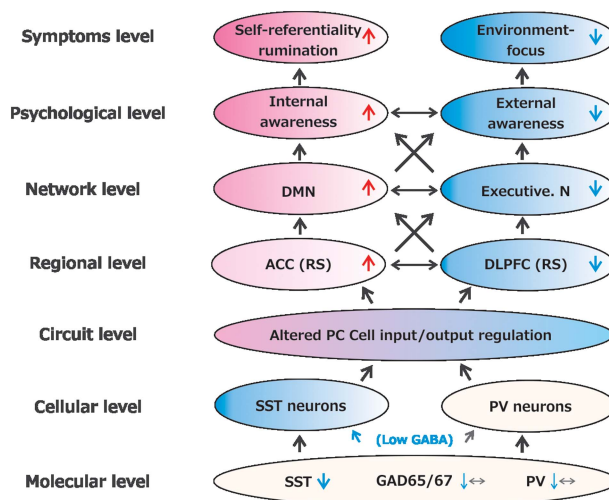 Symptoms level
Self-referentiality
rumination
Environment-
focus
Psychological level
Internal
awareness
External
awareness
Network level
DMN
Executive. N
Regional level
ACC (RS)
DLPFC (RS)
Circuit level
Altered PC Cell input/output regulation
Cellular level
SST neurons
PV neurons
(Low GABA)
Molecular level
SST
GAD65/67
PV